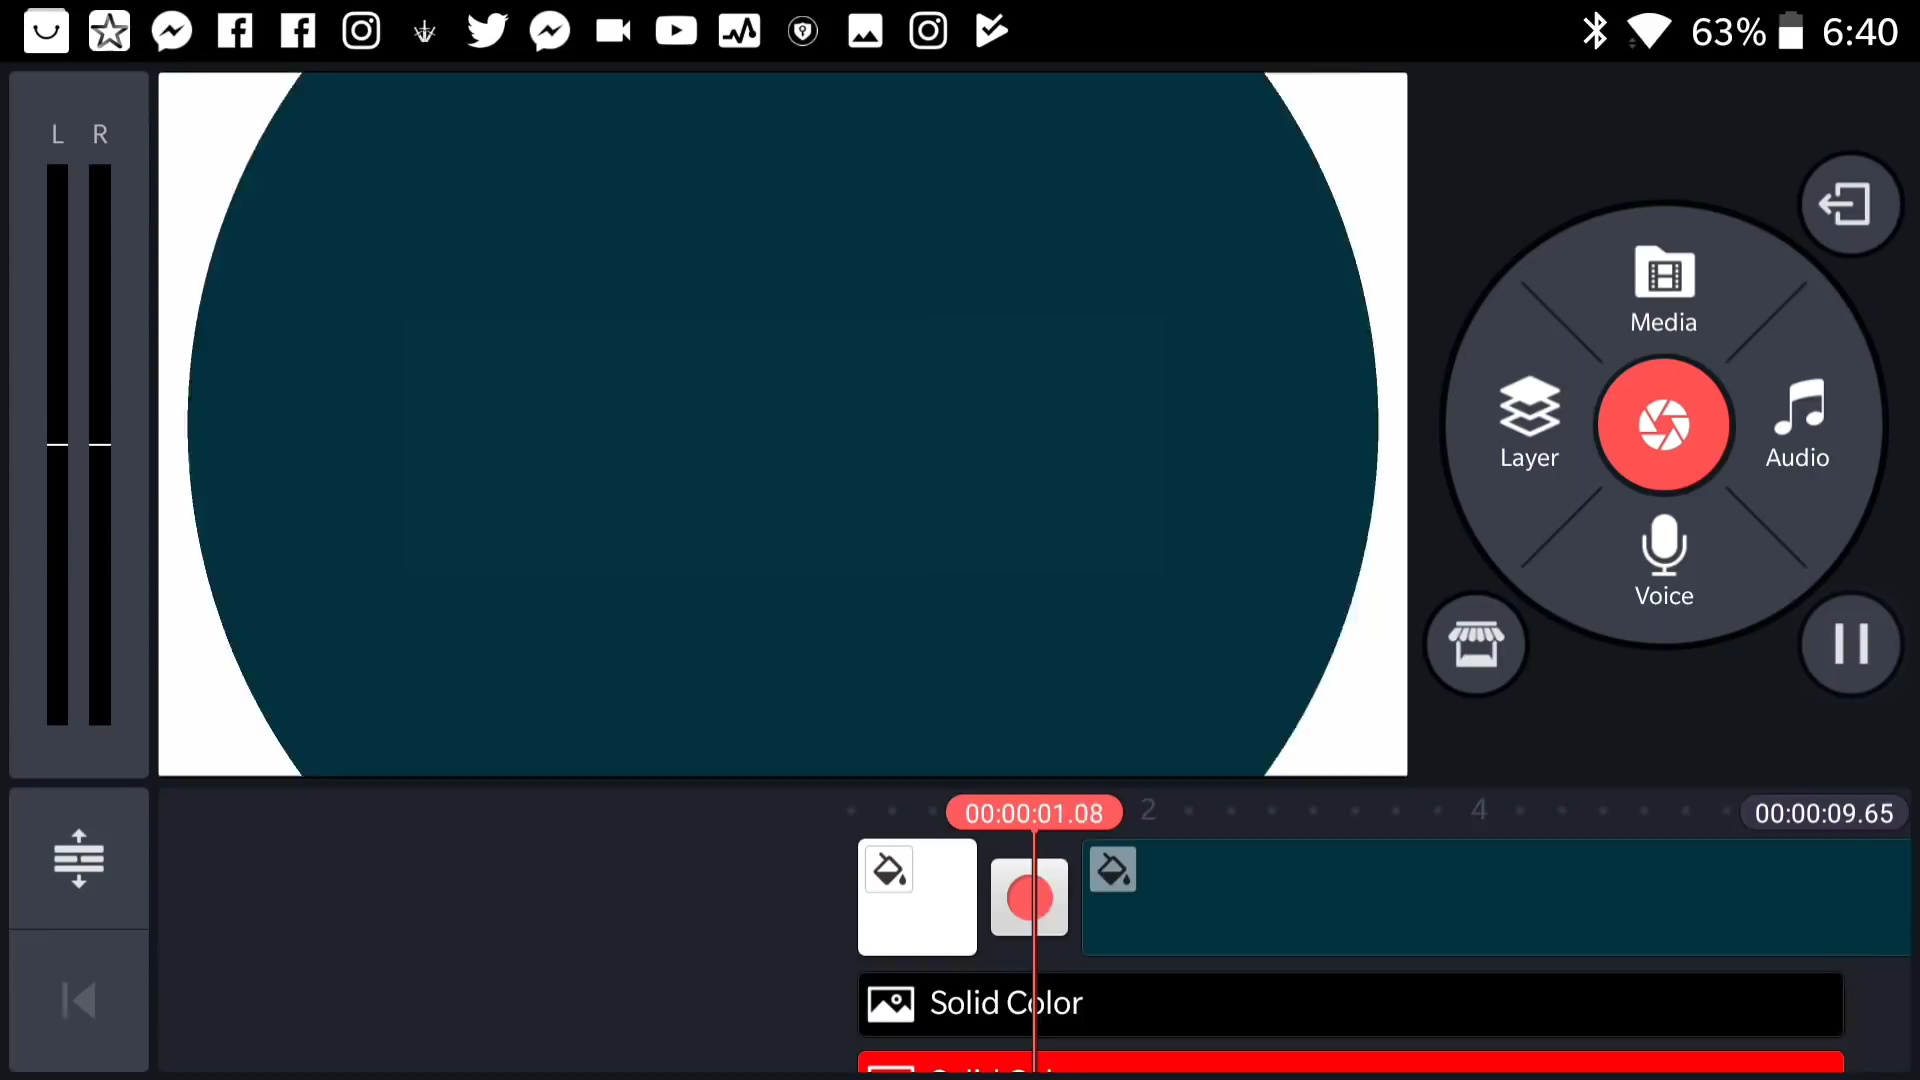 63% 6:40
L R
Media
Layer
Audio
Voice
00:00:01.08 2 4 00:00:09.65
Solid Color